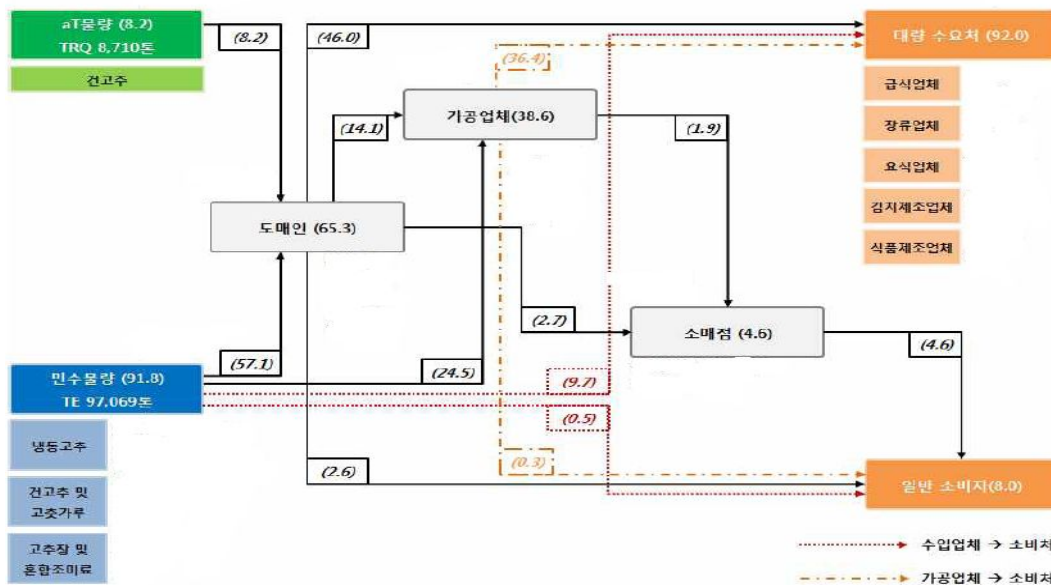 aT물량 (8.2)
TRQ 8,710톤
건고추
(8.2)
(46.0)
(36.4)
대량 수요처 (92.0)
급식업체
장류업체
요식업체
김치제조업체
식품제조업체
(14.1)
가공업체(38.6)
(1.9)
도매인 (65.3)
(2.7)
소매점 (4.6)
(4.6)
(57.1)
(24.5)
(9.7)
(0.5)
민수물량 (91.8)
TE 97,069톤
냉동고추
건고추 및
고춧가루
고추장 및
혼합조미료
(2.6)
(0.3)
일반 소비지(8.0)
수입업체 → 소비처
가공업체 → 소비처